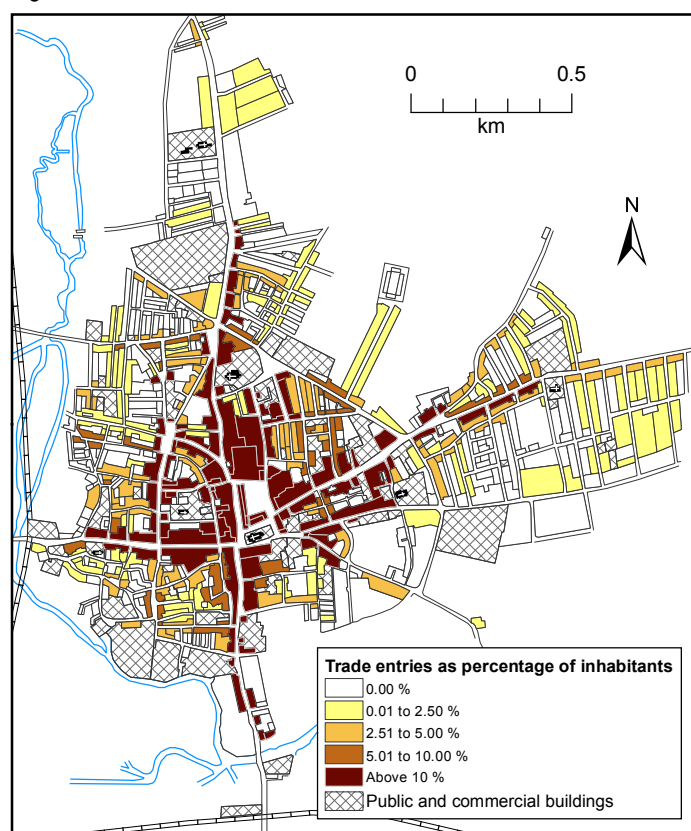 0 0.5
km
N
Trade entries as percentage of inhabitants
0.00 %
0.01 to 2.50 %
2.51 to 5.00 %
5.01 to 10.00 %
Above 10 %
Public and commercial buildings